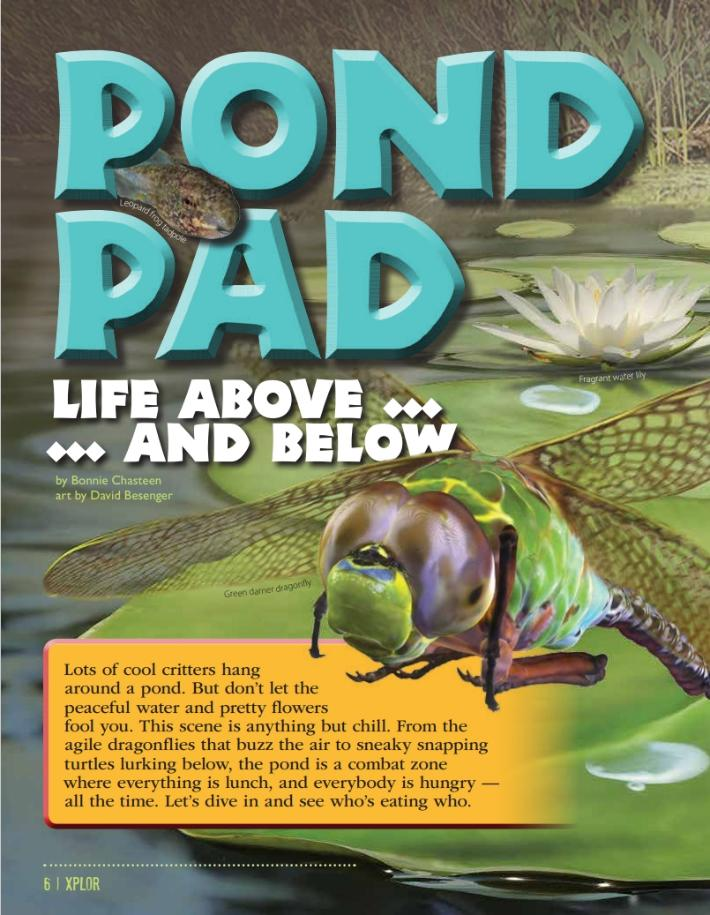 POND
PAD
Leopard frog tadpole
Fragrant water lily
LIFE ABOVE ...
... AND BELOW
by Bonnie Chasteen
art by David Besenger
Green darner dragonfly
Lots of cool critters hang
around a pond. But don't let the
peaceful water and pretty flowers
fool you. This scene is anything but chill. From the
agile dragonflies that buzz the air to sneaky snapping
turtles lurking below, the pond is a combat zone
where everything is lunch, and everybody is hungry —
all the time. Let's dive in and see who's eating who.
6 | XPLOR